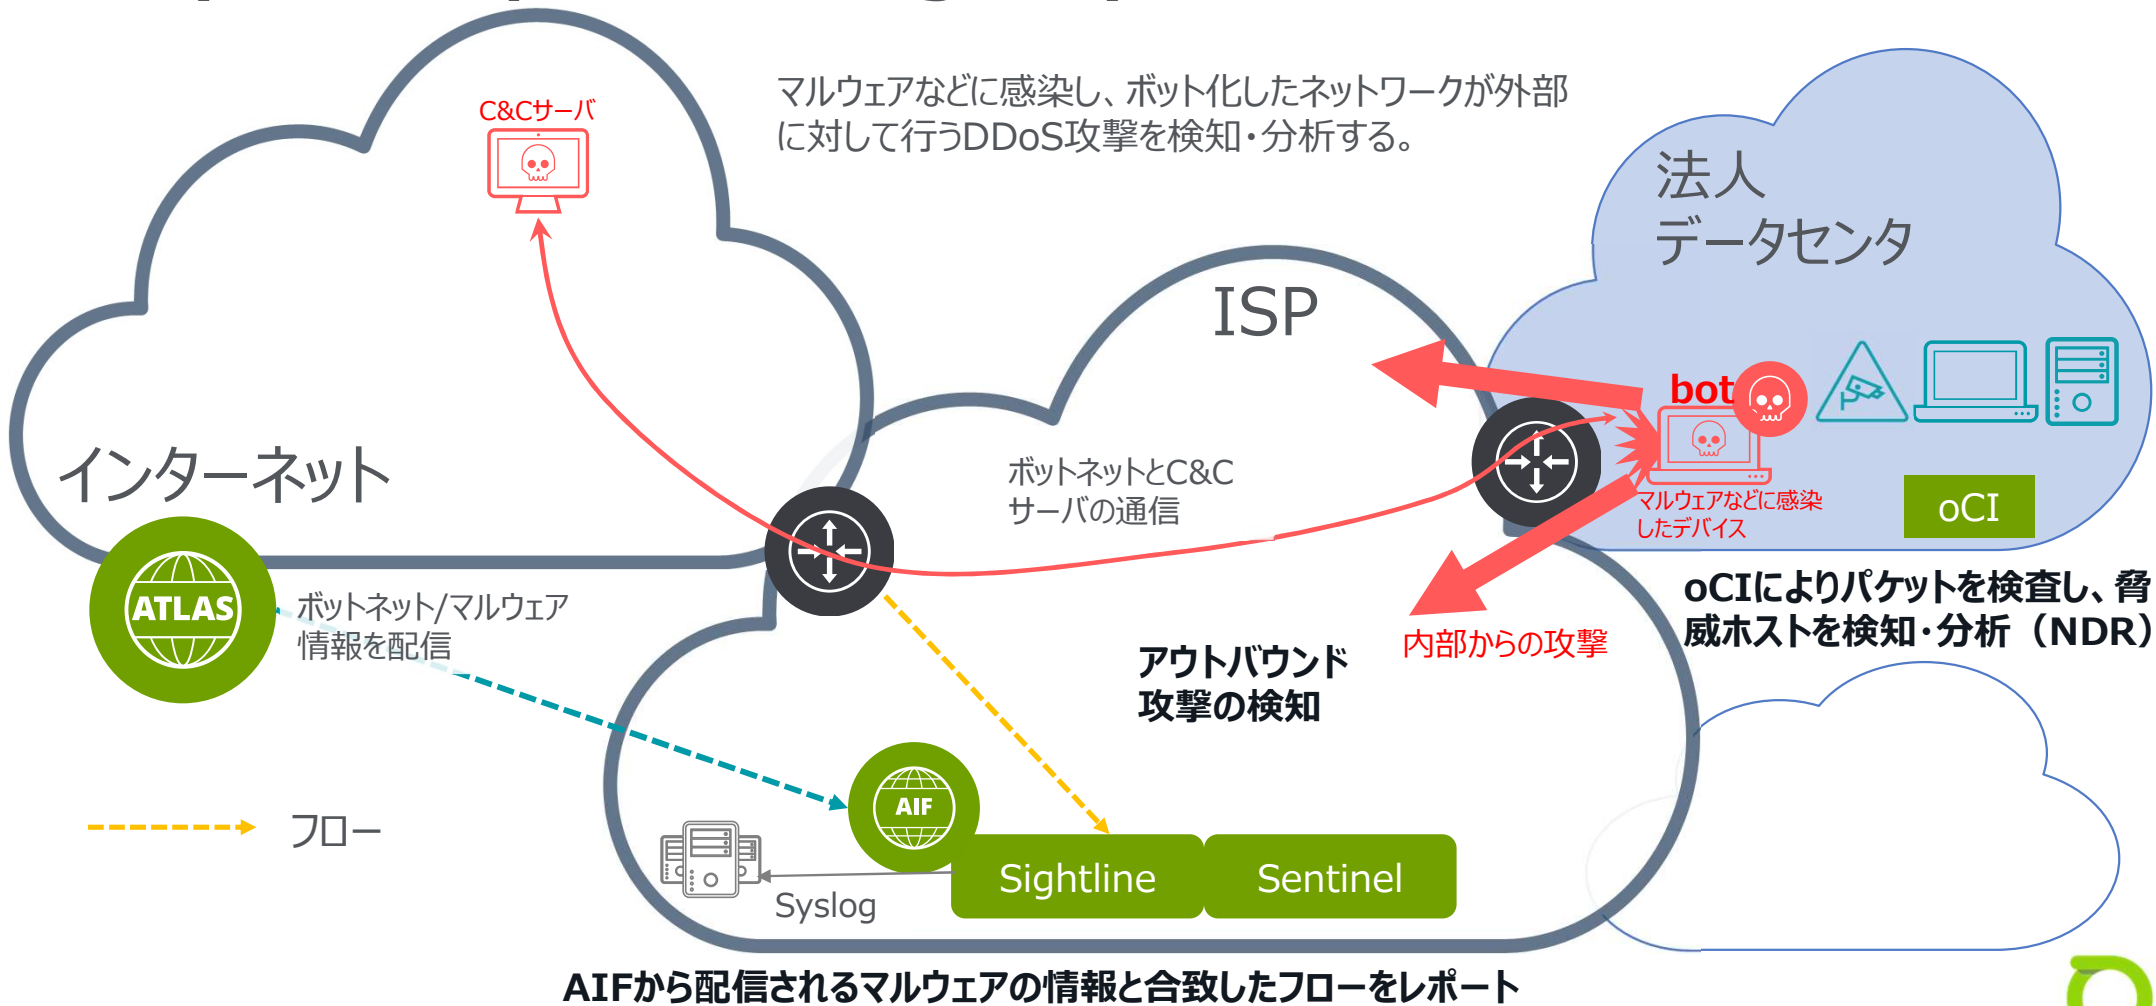 マルウェアなどに感染し、ボット化したネットワークが外部
に対して行うDDoS攻撃を検知・分析する。
C&Cサーバ
法人
データセンタ
ISP
bot
インターネット
ボットネットとC&C
サーバの通信
マルウェアなどに感染
したデバイス
oCI
ATLAS
ボットネット/マルウェア
情報を配信
oCIによりパケットを検査し、脅
威ホストを検知・分析（NDR）
内部からの攻撃
アウトバウンド
攻撃の検知
AIF
フロー
Sightline
Sentinel
Syslog
AIFから配信されるマルウェアの情報と合致したフローをレポート